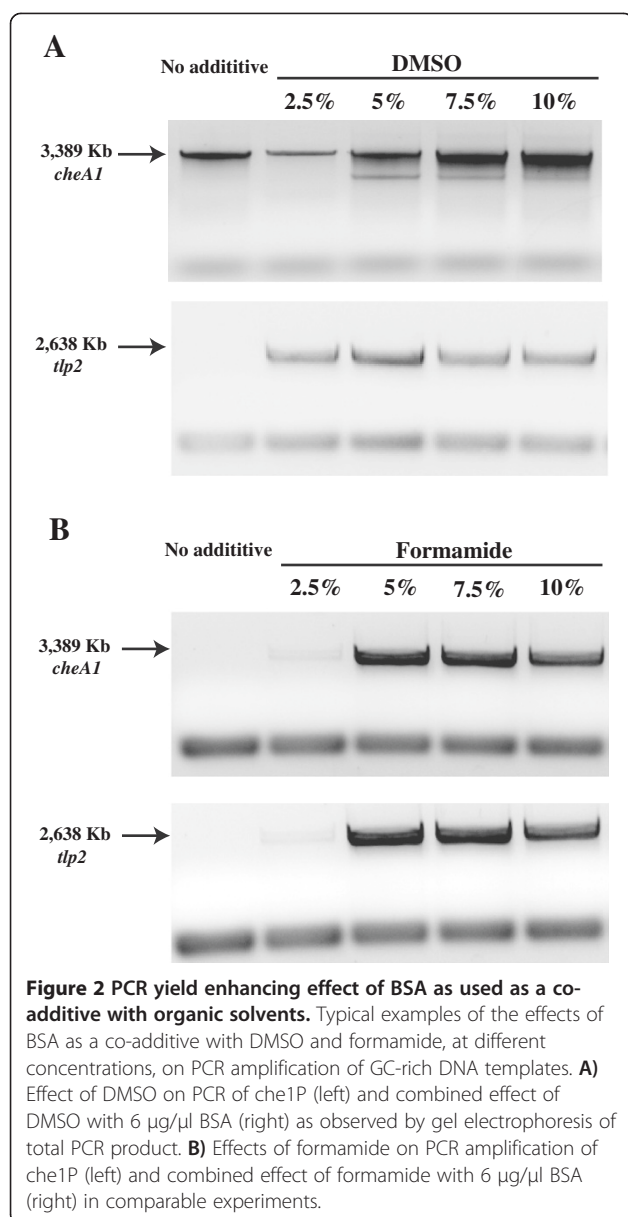 A
No addititive
DMSO
2.5% 5% 7.5% 10%
3,389 Kb
cheA1
2,638 Kb
tlp2
B
No addititive
Formamide
2.5% 5% 7.5% 10%
3,389 Kb
cheA1
2,638 Kb
tlp2
Figure 2 PCR yield enhancing effect of BSA as used as a co-
additive with organic solvents. Typical examples of the effects of
BSA as a co-additive with DMSO and formamide, at different
concentrations, on PCR amplification of GC-rich DNA templates. A)
Effect of DMSO on PCR of che1P (left) and combined effect of
DMSO with 6 μg/μl BSA (right) as observed by gel electrophoresis of
total PCR product. B) Effects of formamide on PCR amplification of
che1P (left) and combined effect of formamide with 6 μg/μl BSA
(right) in comparable experiments.